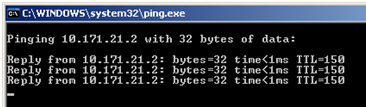 C:\WINDOWS\system32\ping.exe
Pinging 10.171.21.2 with 32 bytes of data:
Reply from 10.171.21.2: bytes=32 time<1ms TTL=150
Reply from 10.171.21.2: bytes=32 time<1ms TTL=150
Reply from 10.171.21.2: bytes=32 time<1ms TTL=150